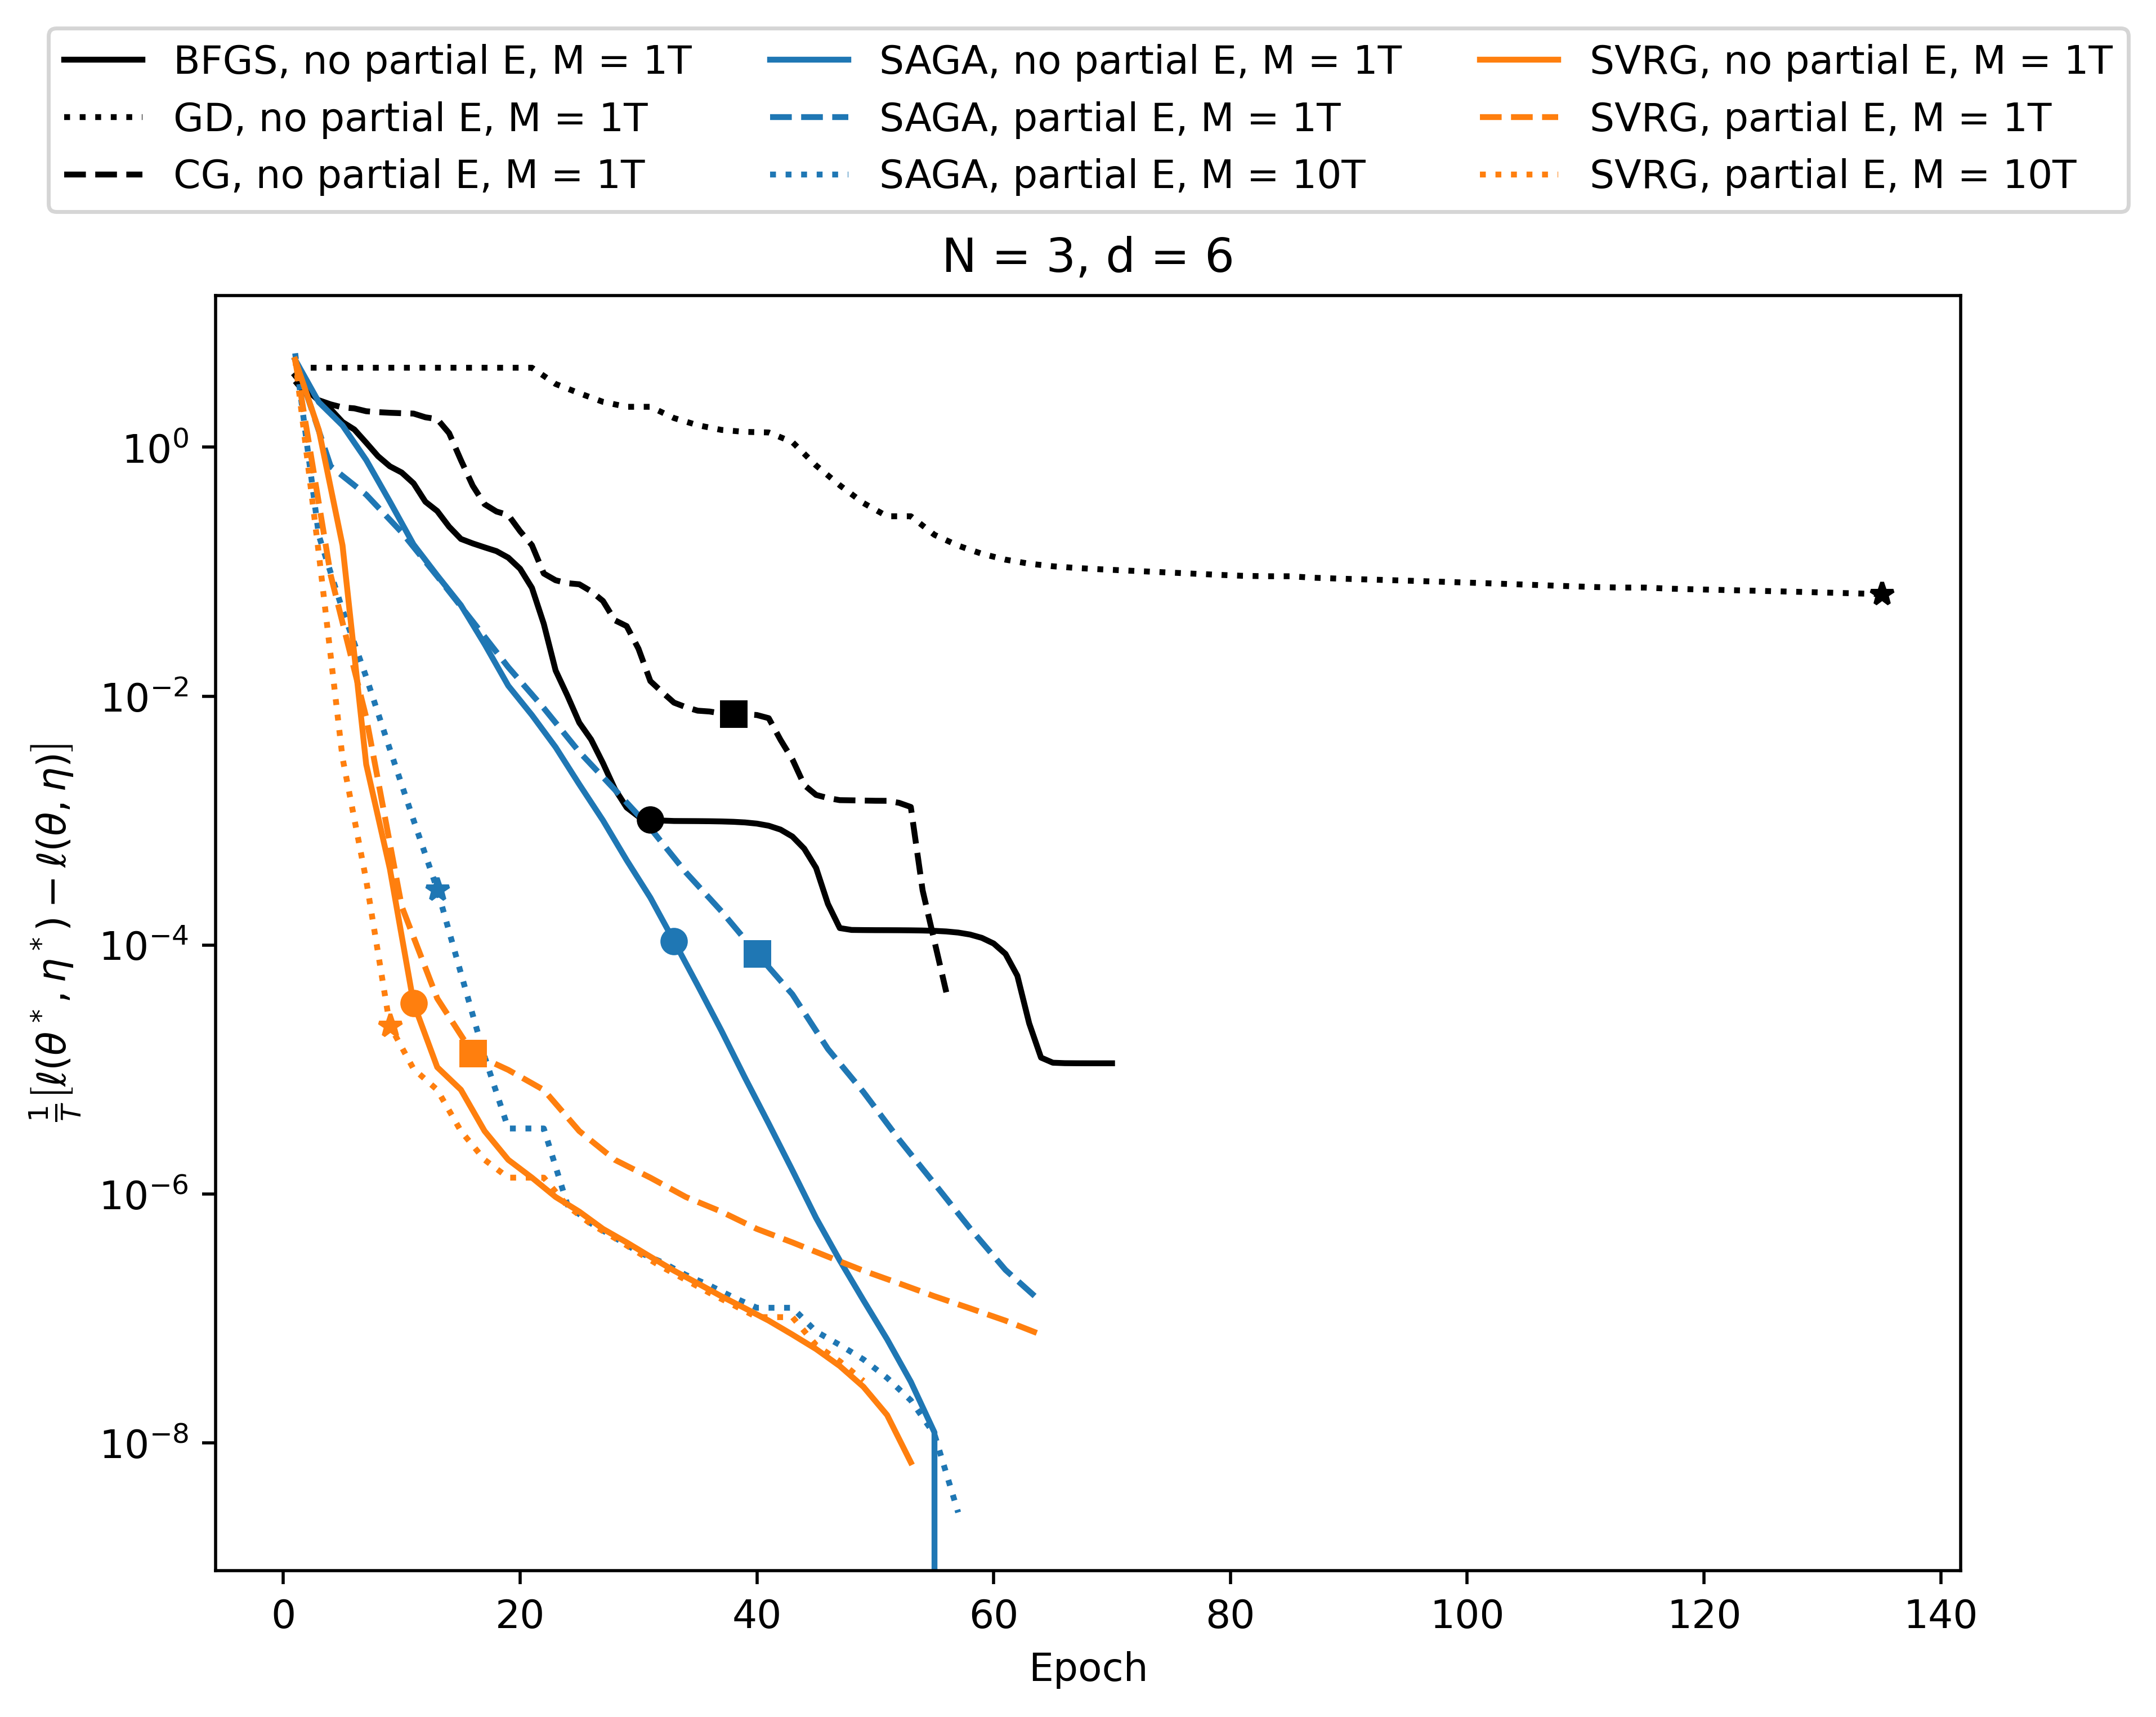 BFGS, no partial E, M = 1T
GD, no partial E, M = 1T
CG, no partial E, M = 1T
SAGA, no partial E, M = 1T
SAGA, partial E, M = 1T
SAGA, partial E, M = 10T
SVRG, no partial E, M = 1T
SVRG, partial E, M = 1T
SVRG, partial E, M = 10T
N = 3, d = 6
10⁰
10⁻²
10⁻⁴
10⁻⁶
10⁻⁸
1/T [ℓ(θ*, η*) − ℓ(θ, η)]
0 20 40 60 80 100 120 140
Epoch